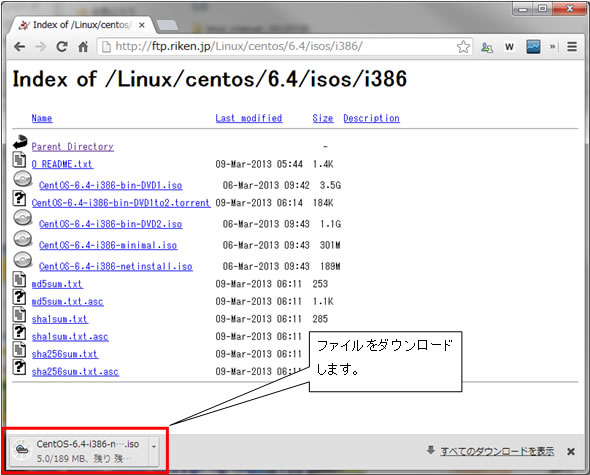 Index of /Linux/centos/6.4
http://ftp.riken.jp/Linux/centos/6.4/isos/i386/
W
Index of /Linux/centos/6.4/isos/i386
Name Last modified Size Description
Parent Directory -
0_README.txt 09-Mar-2013 05:44 1.4K
CentOS-6.4-i386-bin-DVD1.iso 06-Mar-2013 09:42 3.5G
CentOS-6.4-i386-bin-DVD1to2.torrent 09-Mar-2013 06:14 184K
CentOS-6.4-i386-bin-DVD2.iso 06-Mar-2013 09:43 1.1G
CentOS-6.4-i386-minimal.iso 06-Mar-2013 09:43 301M
CentOS-6.4-i386-netinstall.iso 06-Mar-2013 09:43 189M
md5sum.txt 09-Mar-2013 06:11 253
md5sum.txt.asc 09-Mar-2013 06:11 1.1K
sha1sum.txt 09-Mar-2013 06:11 285
sha1sum.txt.asc 09-Mar-2013 06:11
sha256sum.txt 09-Mar-2013 06:11
sha256sum.txt.asc 09-Mar-2013 06:11
ファイルをダウンロード
します。
CentOS-6.4-i386-n….iso
5.0/189 MB、残り 残…
すべてのダウンロードを表示